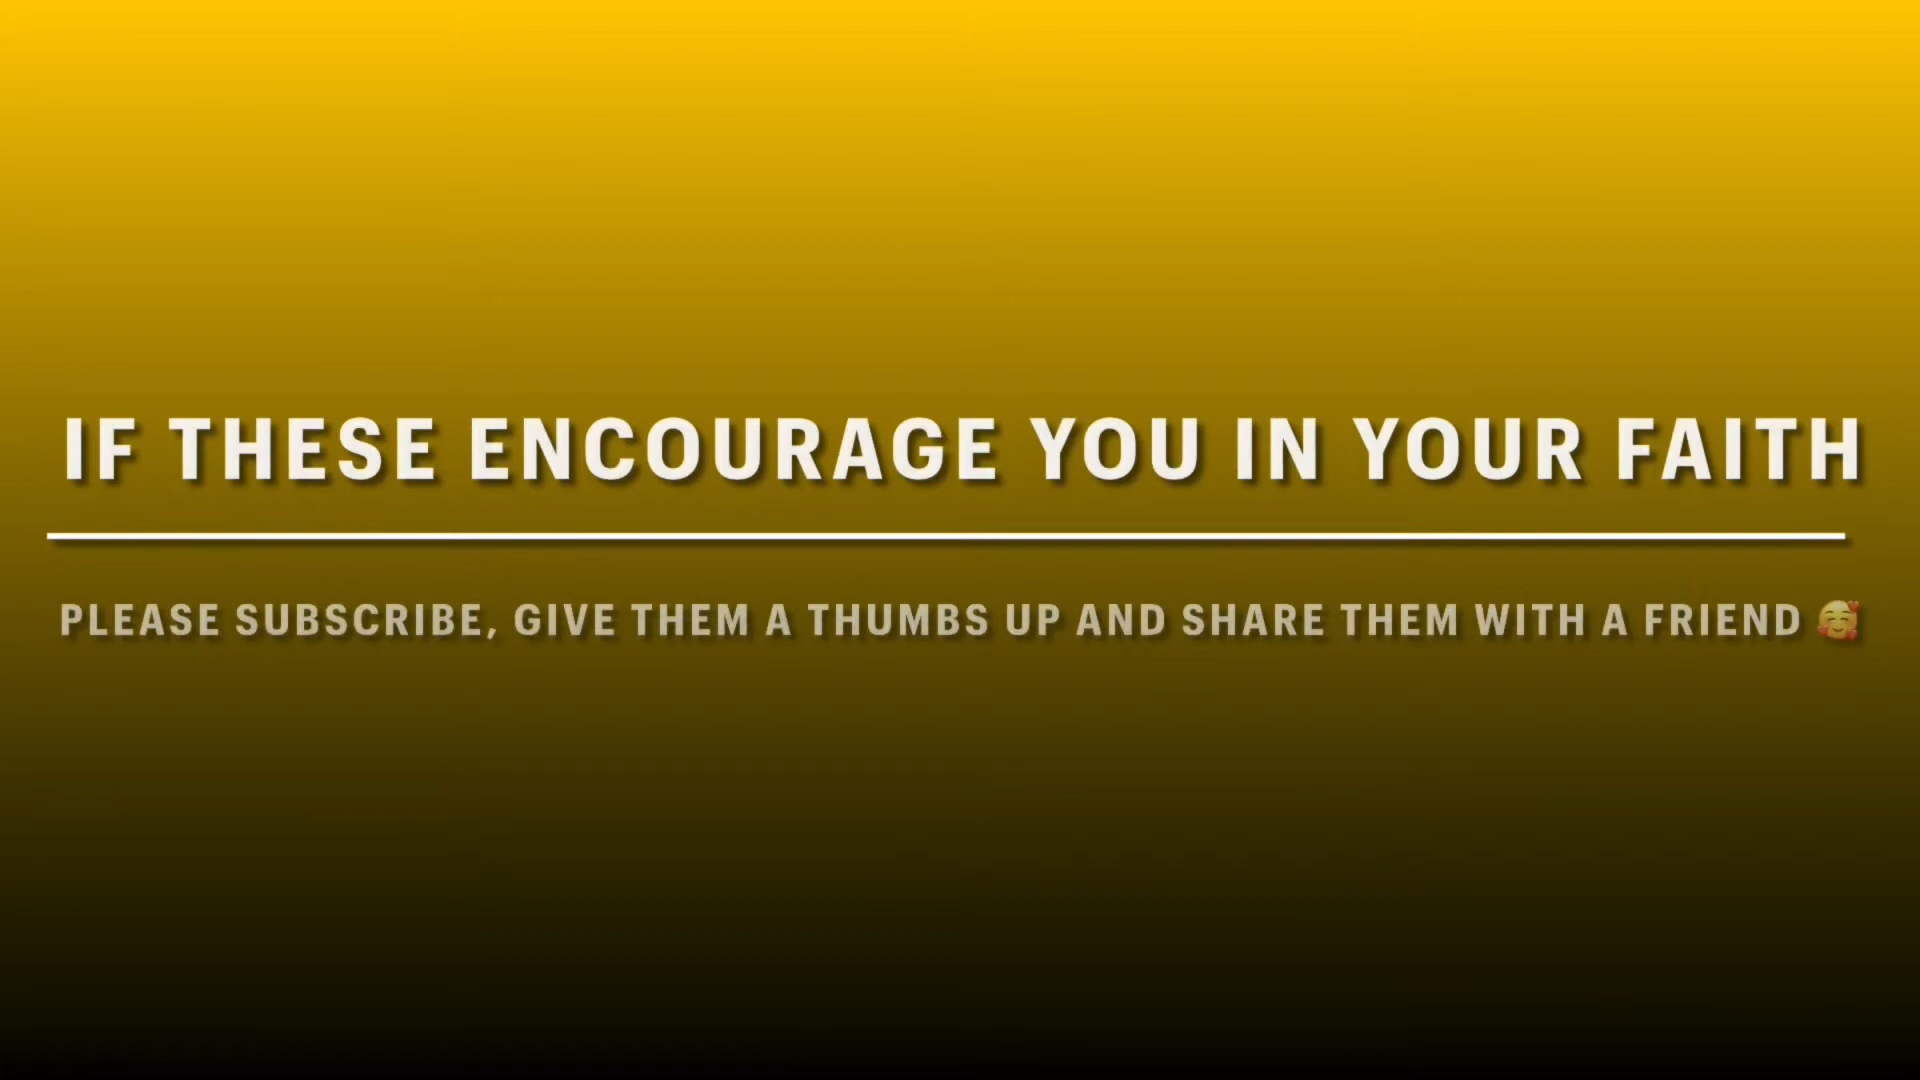 IF THESE ENCOURAGE YOU IN YOUR FAITH
PLEASE SUBSCRIBE, GIVE THEM A THUMBS UP AND SHARE THEM WITH A FRIEND 🥰